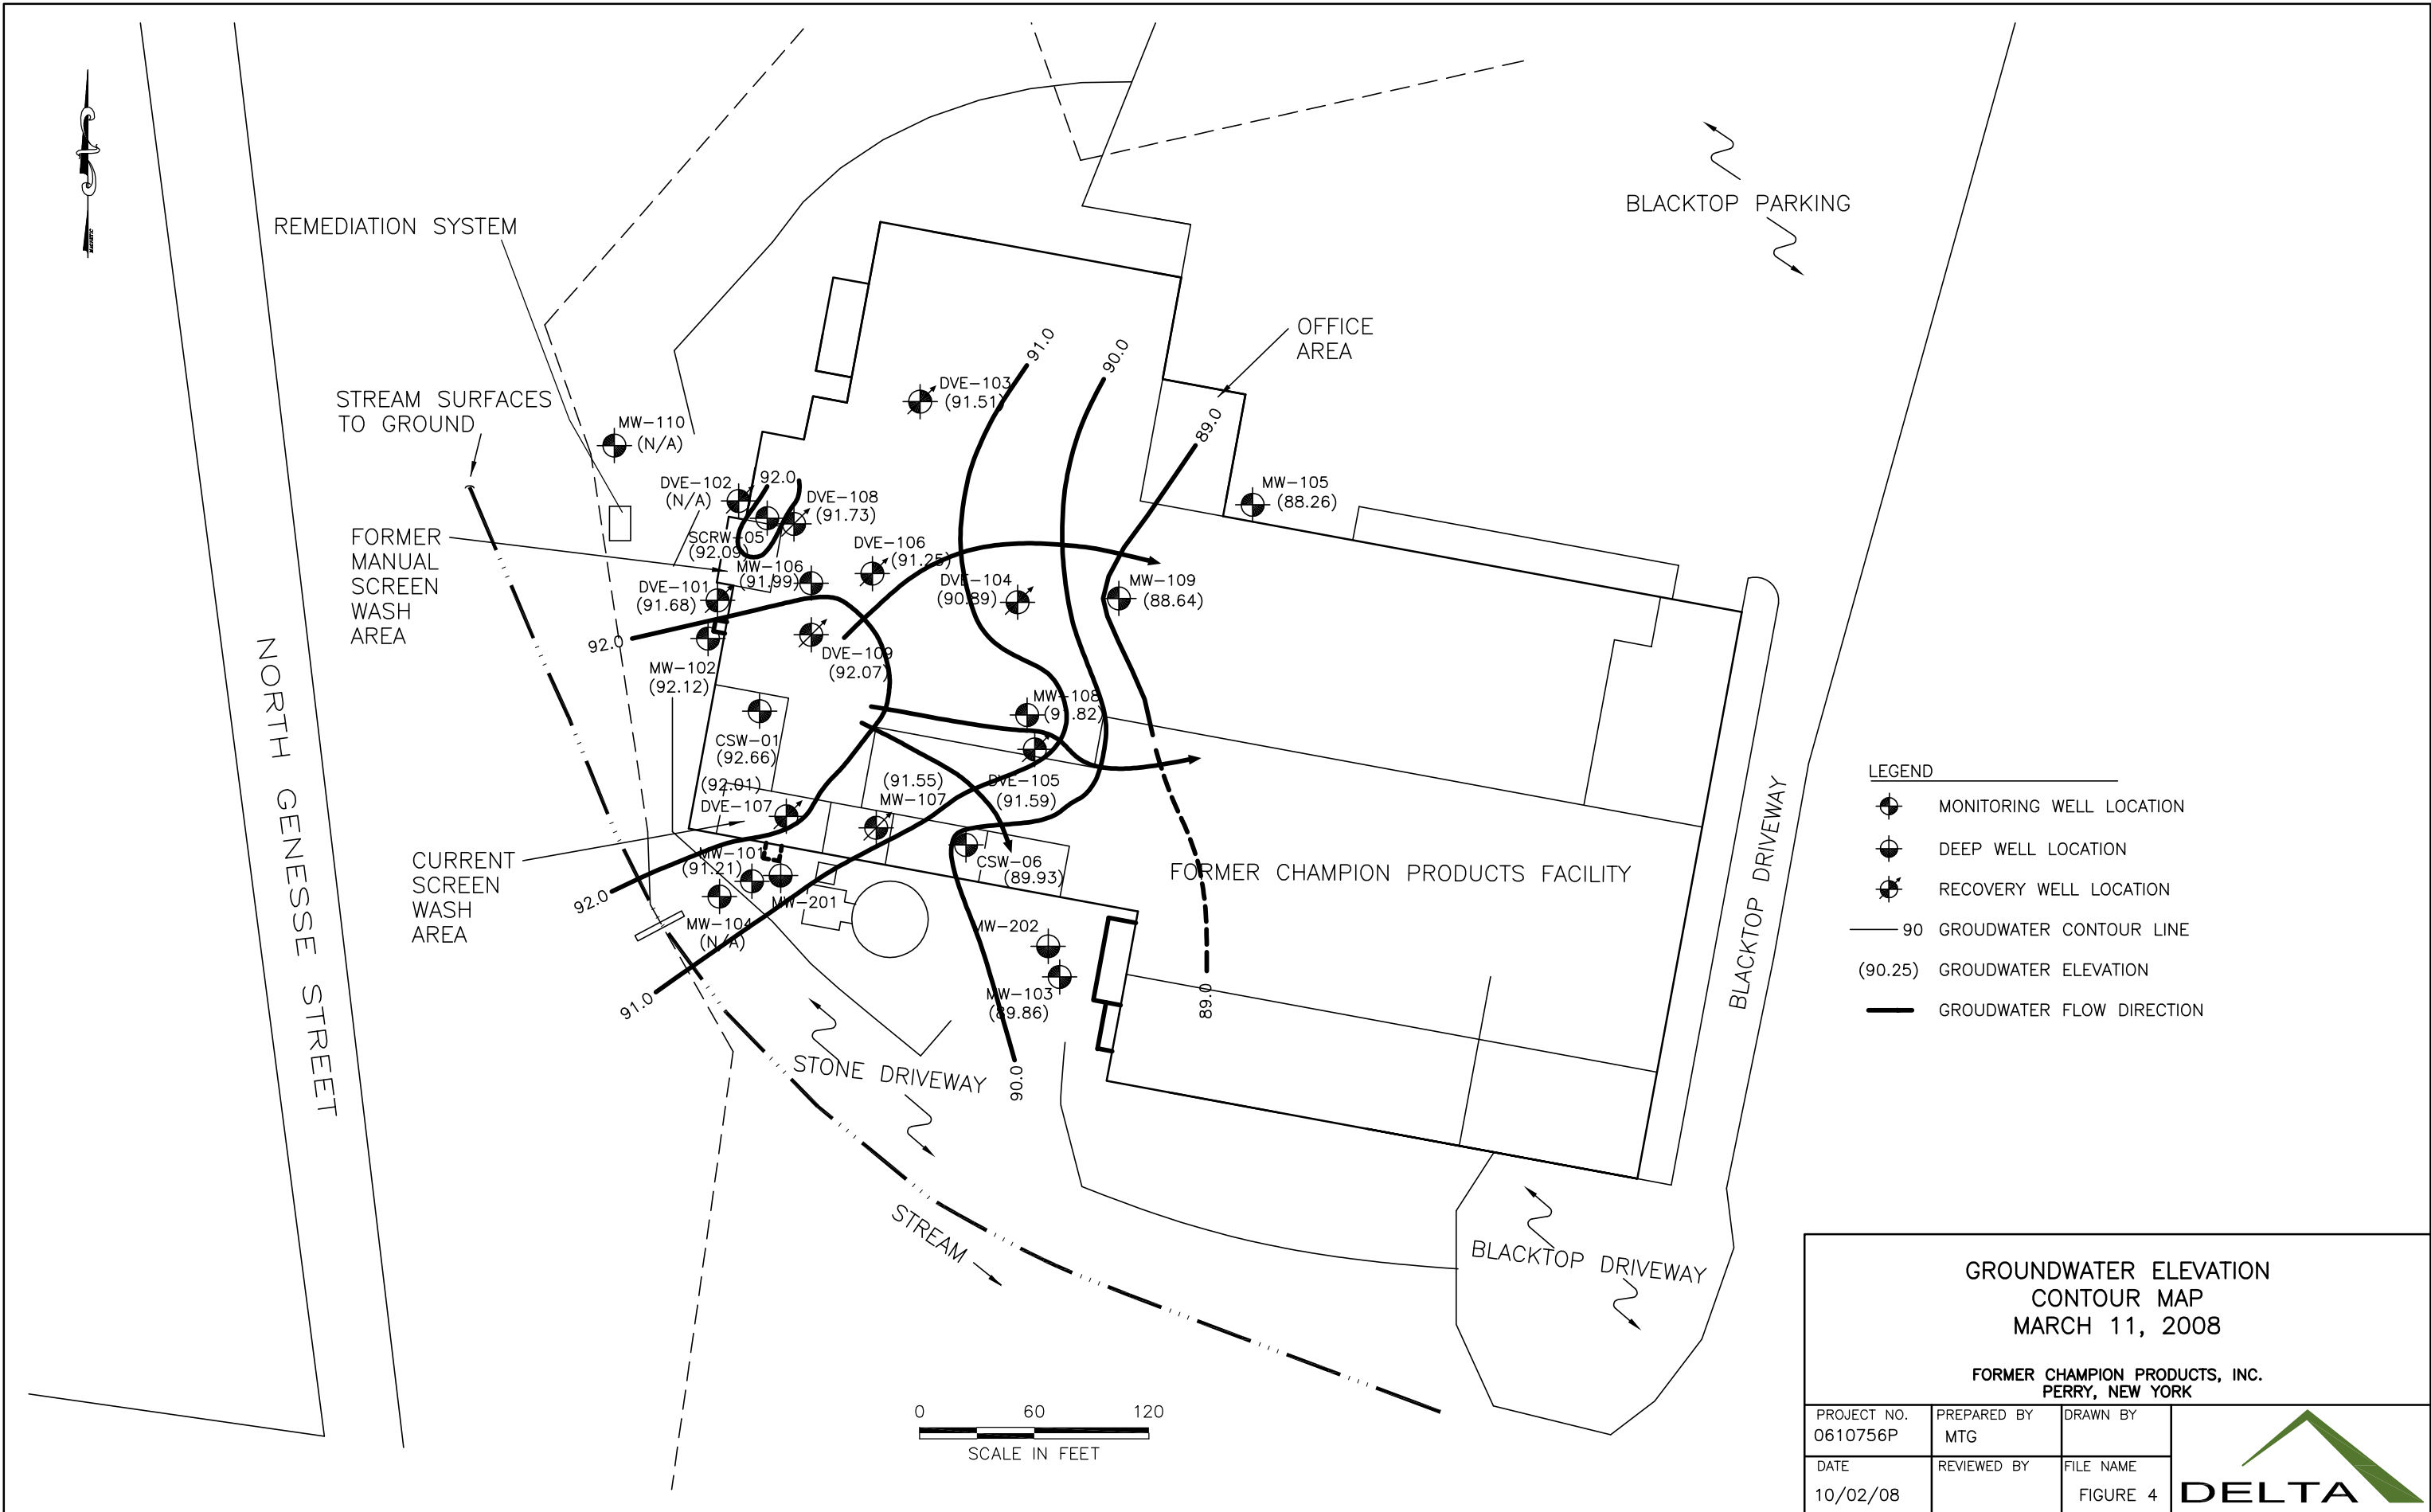 REMEDIATION SYSTEM
STREAM SURFACES
TO GROUND
BLACKTOP PARKING
OFFICE
AREA
91.0
90.0
89.0
DVE-103
(91.51)
MW-110
(N/A)
DVE-102
(N/A)
92.0
DVE-108
(91.73)
MW-105
(88.26)
FORMER
MANUAL
SCREEN
WASH
AREA
SCRW-05
(92.09)
DVE-106
(91.25)
MW-106
(91.99)
DVE-101
(91.68)
DVE-104
(90.89)
MW-109
(88.64)
92.0
DVE-109
(92.07)
MW-102
(92.12)
MW-108
(91.82)
CSW-01
(92.66)
(92.01)
DVE-107
(91.55)
MW-107
DVE-105
(91.59)
NORTH GENESSE STREET
CURRENT
SCREEN
WASH
AREA
MW-101
(91.21)
92.0
MW-201
MW-104
(N/A)
CSW-06
(89.93)
FORMER CHAMPION PRODUCTS FACILITY
BLACKTOP DRIVEWAY
MW-202
MW-103
(89.86)
91.0
89.0
90.0
STONE DRIVEWAY
STREAM
BLACKTOP DRIVEWAY
LEGEND
MONITORING WELL LOCATION
DEEP WELL LOCATION
RECOVERY WELL LOCATION
90 GROUDWATER CONTOUR LINE
(90.25) GROUDWATER ELEVATION
GROUDWATER FLOW DIRECTION
0 60 120
SCALE IN FEET
GROUNDWATER ELEVATION
CONTOUR MAP
MARCH 11, 2008
FORMER CHAMPION PRODUCTS, INC.
PERRY, NEW YORK
PROJECT NO.
0610756P
PREPARED BY
MTG
DRAWN BY
DATE
10/02/08
REVIEWED BY
FILE NAME
FIGURE 4
DELTA